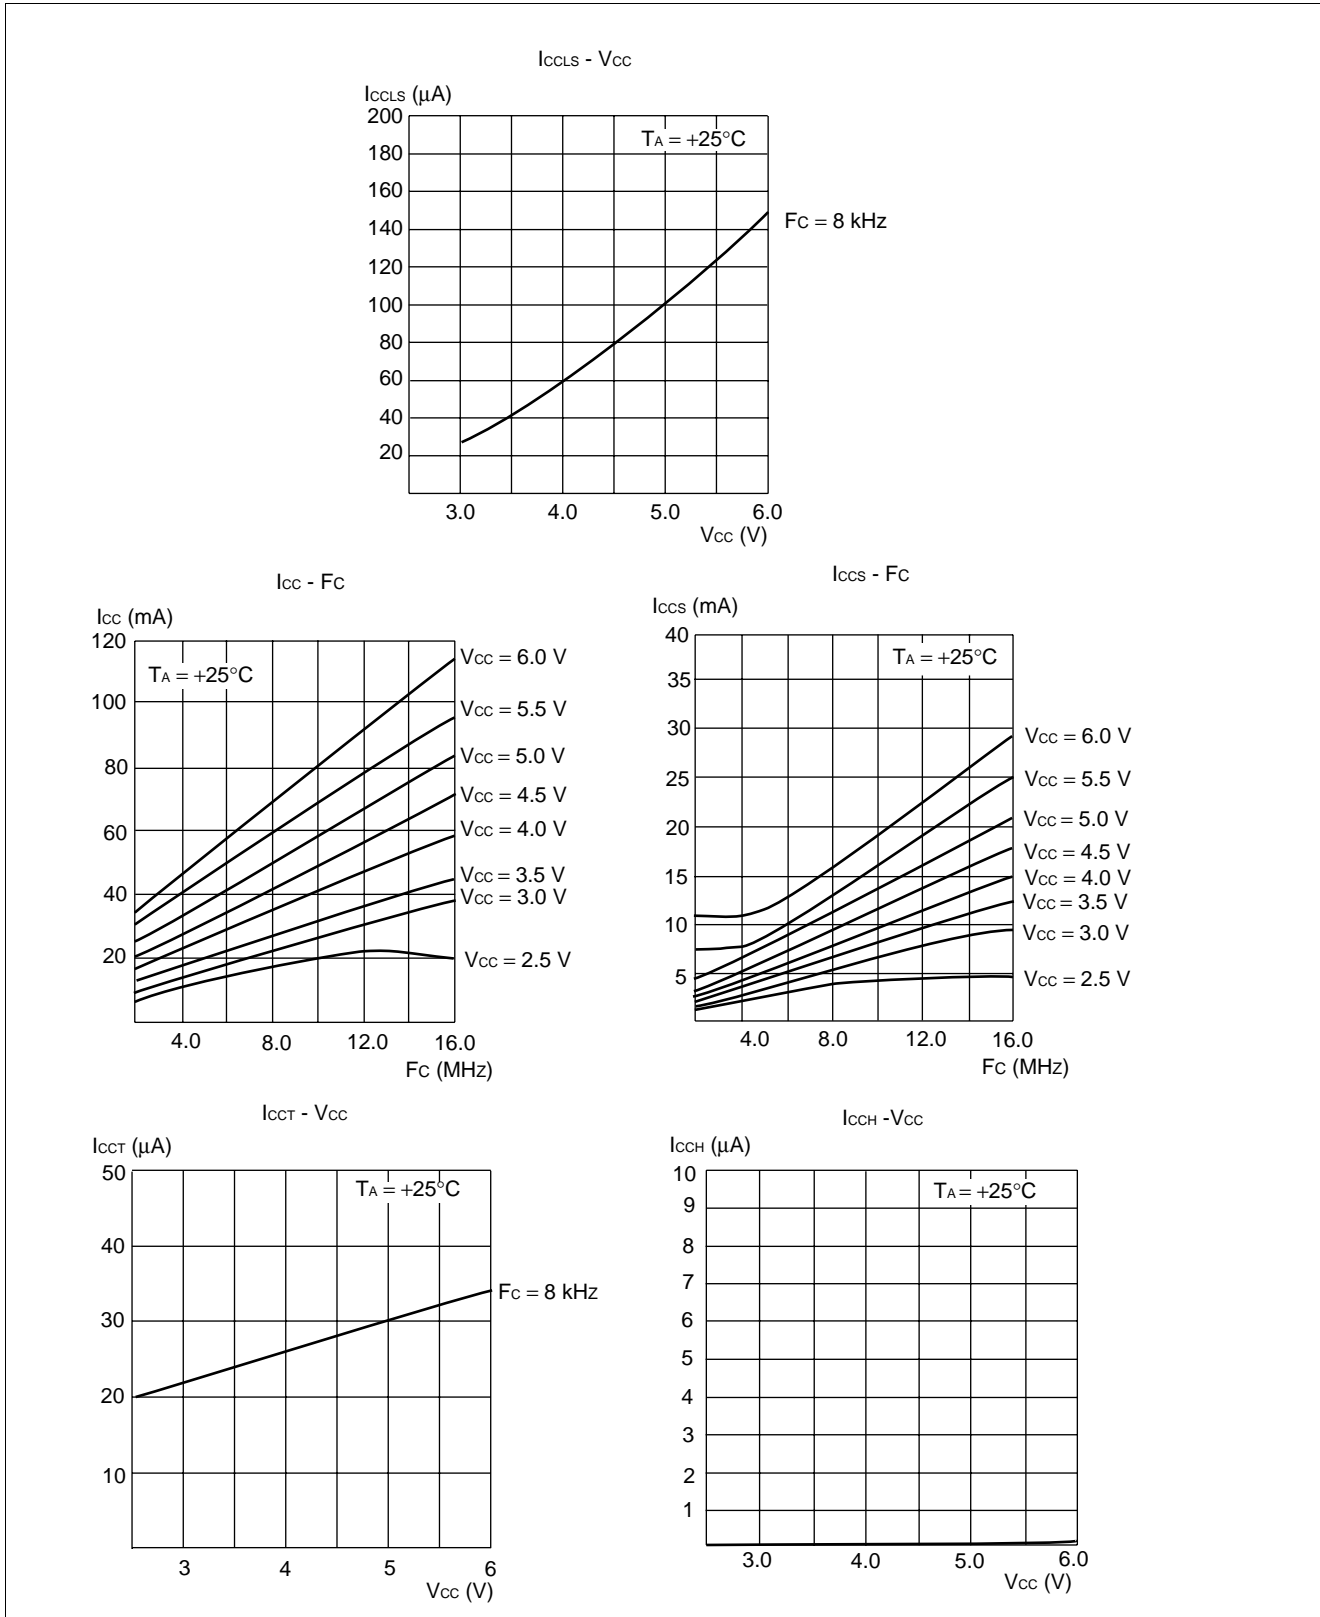 ICCLS - VCC
ICCLS (µA)
200
180
160
140
120
100
80
60
40
20
TA = +25°C
FC = 8 kHz
3.0 4.0 5.0 6.0
VCC (V)
ICC - FC
ICC (mA)
120
100
80
60
40
20
TA = +25°C
VCC = 6.0 V
VCC = 5.5 V
VCC = 5.0 V
VCC = 4.5 V
VCC = 4.0 V
VCC = 3.5 V
VCC = 3.0 V
VCC = 2.5 V
4.0 8.0 12.0 16.0
FC (MHz)
ICCS - FC
ICCS (mA)
40
35
30
25
20
15
10
5
TA = +25°C
VCC = 6.0 V
VCC = 5.5 V
VCC = 5.0 V
VCC = 4.5 V
VCC = 4.0 V
VCC = 3.5 V
VCC = 3.0 V
VCC = 2.5 V
4.0 8.0 12.0 16.0
FC (MHz)
ICCT - VCC
ICCT (µA)
50
40
30
20
10
TA = +25°C
FC = 8 kHz
3 4 5 6
VCC (V)
ICCH -VCC
ICCH (µA)
10
9
8
7
6
5
4
3
2
1
TA = +25°C
3.0 4.0 5.0 6.0
VCC (V)